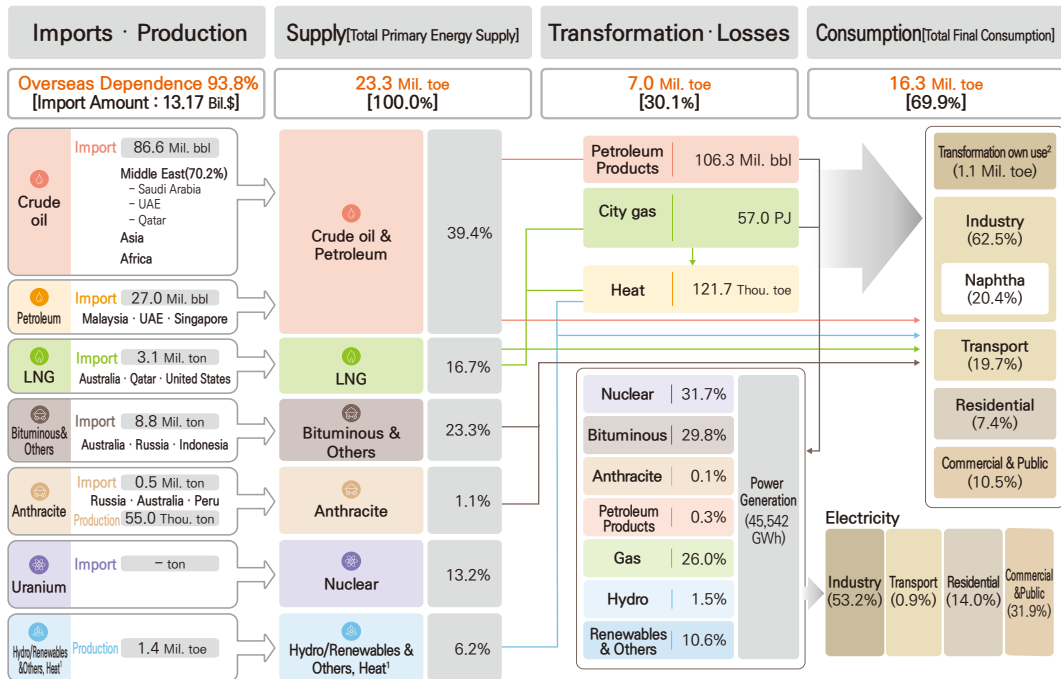 Imports · Production
Overseas Dependence 93.8%
[Import Amount : 13.17 Bil.$]
Crude
oil
Import 86.6 Mil. bbl
Middle East(70.2%)
– Saudi Arabia
– UAE
– Qatar
Asia
Africa
Petroleum
Import 27.0 Mil. bbl
Malaysia · UAE · Singapore
LNG
Import 3.1 Mil. ton
Australia · Qatar · United States
Bituminous&
Others
Import 8.8 Mil. ton
Australia · Russia · Indonesia
Anthracite
Import 0.5 Mil. ton
Russia · Australia · Peru
Production 55.0 Thou. ton
Uranium
Import – ton
Hydro/Renewables
&Others, Heat¹
Production 1.4 Mil. toe
Supply[Total Primary Energy Supply]
23.3 Mil. toe
[100.0%]
Crude oil &
Petroleum
39.4%
LNG
16.7%
Bituminous &
Others
23.3%
Anthracite
1.1%
Nuclear
13.2%
Hydro/Renewables &
Others, Heat¹
6.2%
Transformation · Losses
7.0 Mil. toe
[30.1%]
Petroleum
Products
106.3 Mil. bbl
City gas
57.0 PJ
Heat
121.7 Thou. toe
Nuclear 31.7%
Bituminous 29.8%
Anthracite 0.1%
Petroleum
Products
0.3%
Gas 26.0%
Hydro 1.5%
Renewables
& Others
10.6%
Power
Generation
(45,542
GWh)
Consumption[Total Final Consumption]
16.3 Mil. toe
[69.9%]
Transformation own use²
(1.1 Mil. toe)
Industry
(62.5%)
Naphtha
(20.4%)
Transport
(19.7%)
Residential
(7.4%)
Commercial & Public
(10.5%)
Electricity
Industry
(53.2%)
Transport
(0.9%)
Residential
(14.0%)
Commercial
&Public
(31.9%)